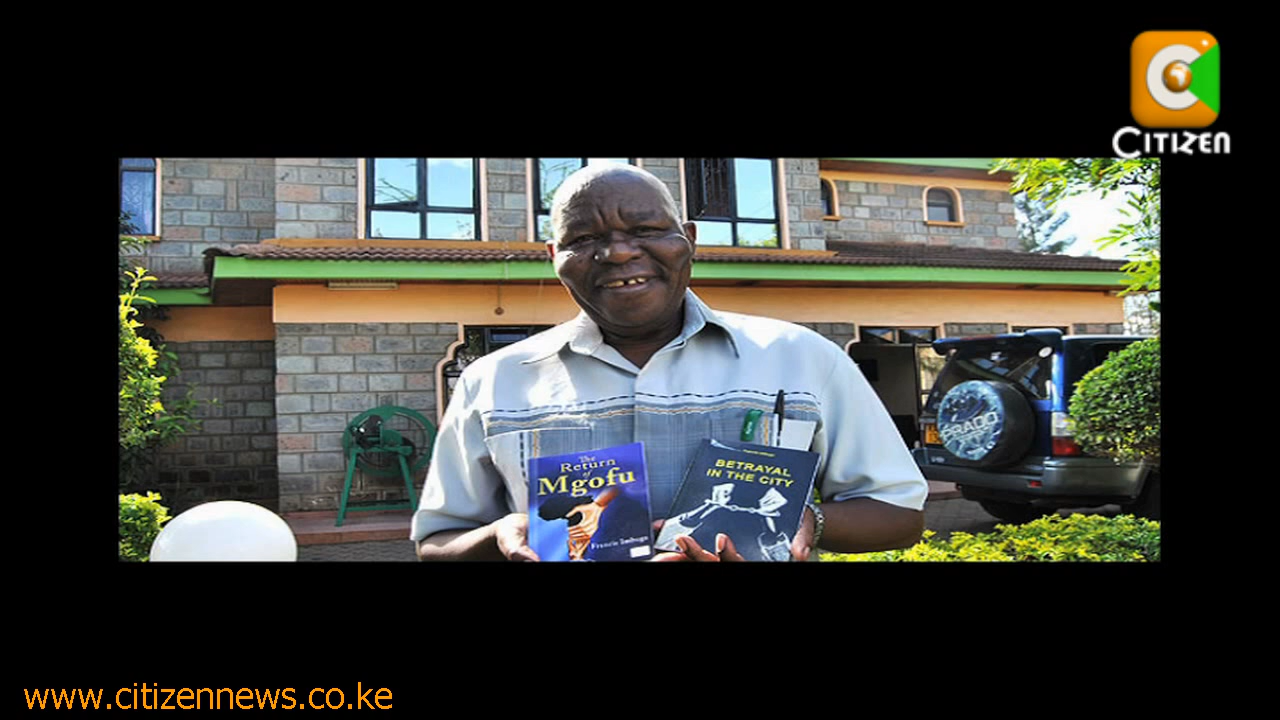 CITIZEN
The
Return
of
Mgofu
Francis Imbuga
BETRAYAL
IN THE CITY
PRADO
www.citizennews.co.ke